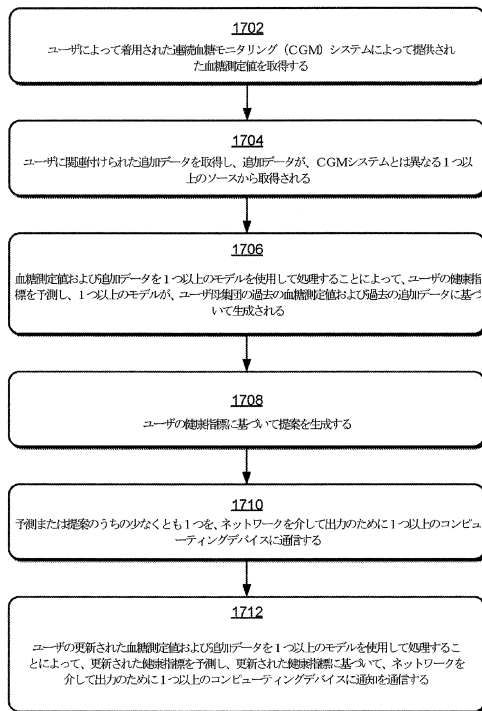 1702
ユーザによって着用された連続血糖モニタリング（CGM）システムによって提供され
た血糖測定値を取得する
1704
ユーザに関連付けられた追加データを取得し、追加データが、CGMシステムとは異なる１つ以
上のソースから取得される
1706
血糖測定値および追加データを１つ以上のモデルを使用して処理することによって、ユーザの健康指
標を予測し、１つ以上のモデルが、ユーザ母集団の過去の血糖測定値および過去の追加データに基づ
いて生成される
1708
ユーザの健康指標に基づいて提案を生成する
1710
予測または提案のうちの少なくとも１つを、ネットワークを介して出力のために１つ以上のコンピュ
ーティングデバイスに通信する
1712
ユーザの更新された血糖測定値および追加データを１つ以上のモデルを使用して処理するこ
とによって、更新された健康指標を予測し、更新された健康指標に基づいて、ネットワークを
介して出力のために１つ以上のコンピューティングデバイスに通知を通信する